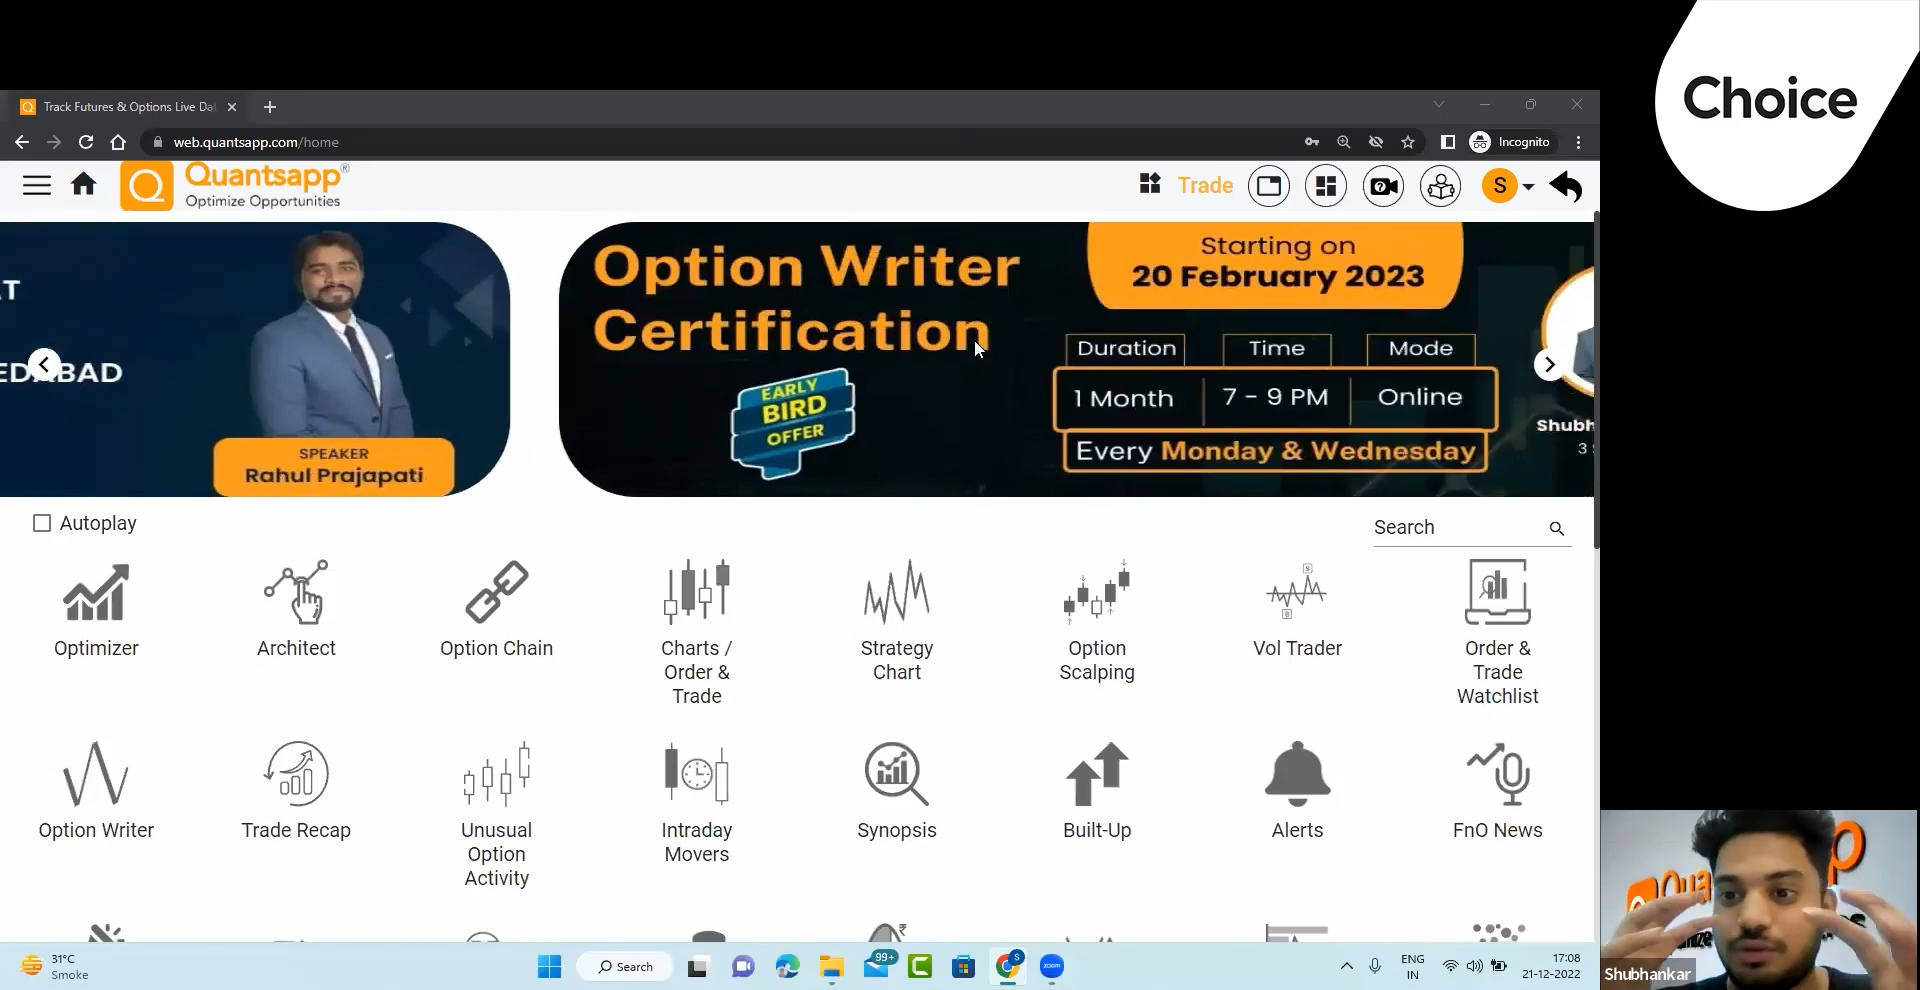 Choice
Track Futures & Options Live Da
web.quantsapp.com/home
Incognito
Quantsapp®
Optimize Opportunities
Trade
S
T
EDABAD
SPEAKER
Rahul Prajapati
Option Writer
Certification
EARLY
BIRD
OFFER
Starting on
20 February 2023
Duration
Time
Mode
1 Month
7 - 9 PM
Online
Every Monday & Wednesday
Shubh
3
Autoplay
Search
Optimizer
Architect
Option Chain
Charts /
Order &
Trade
Strategy
Chart
Option
Scalping
Vol Trader
Order &
Trade
Watchlist
Option Writer
Trade Recap
Unusual
Option
Activity
Intraday
Movers
Synopsis
Built-Up
Alerts
FnO News
31°C
Smoke
Search
99+
zoom
ENG
IN
17:08
21-12-2022
Qua
Shubhankar